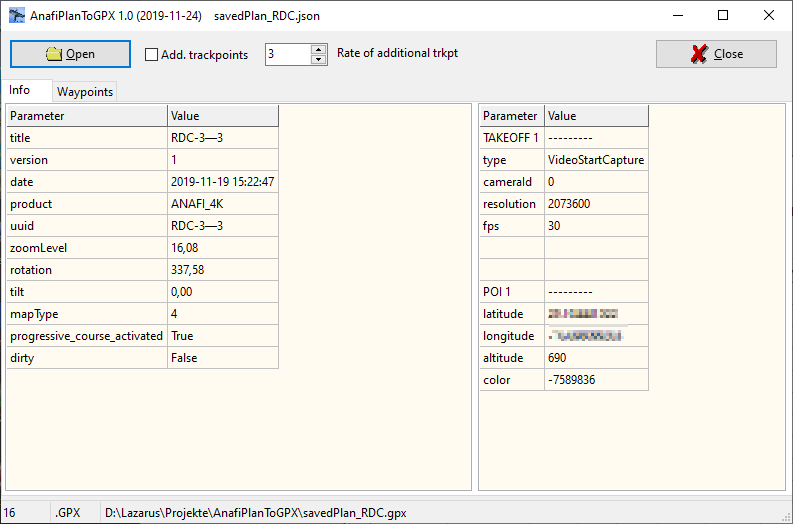 AnafiPlanToGPX 1.0 (2019-11-24) savedPlan_RDC.json
Open
Add. trackpoints
3
Rate of additional trkpt
Close
Info
Waypoints
Parameter Value
title RDC-3—3
version 1
date 2019-11-19 15:22:47
product ANAFI_4K
uuid RDC-3—3
zoomLevel 16,08
rotation 337,58
tilt 0,00
mapType 4
progressive_course_activated True
dirty False
Parameter Value
TAKEOFF 1 ---------
type VideoStartCapture
cameraId 0
resolution 2073600
fps 30
POI 1 ---------
latitude
longitude
altitude 690
color -7589836
16 .GPX D:\Lazarus\Projekte\AnafiPlanToGPX\savedPlan_RDC.gpx